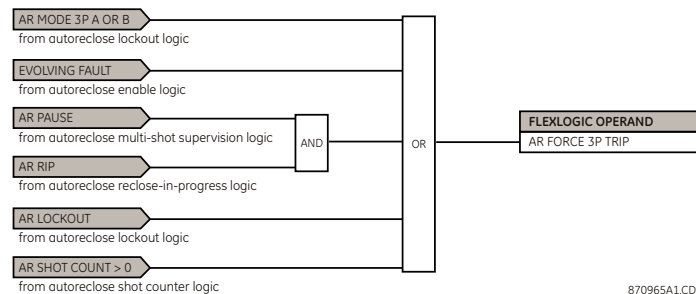 AR MODE 3P A OR B
from autoreclose lockout logic
EVOLVING FAULT
from autoreclose enable logic
AR PAUSE
from autoreclose multi-shot supervision logic
AR RIP
from autoreclose reclose-in-progress logic
AR LOCKOUT
from autoreclose lockout logic
AR SHOT COUNT > 0
from autoreclose shot counter logic
AND
OR
FLEXLOGIC OPERAND
AR FORCE 3P TRIP
870965A1.CD